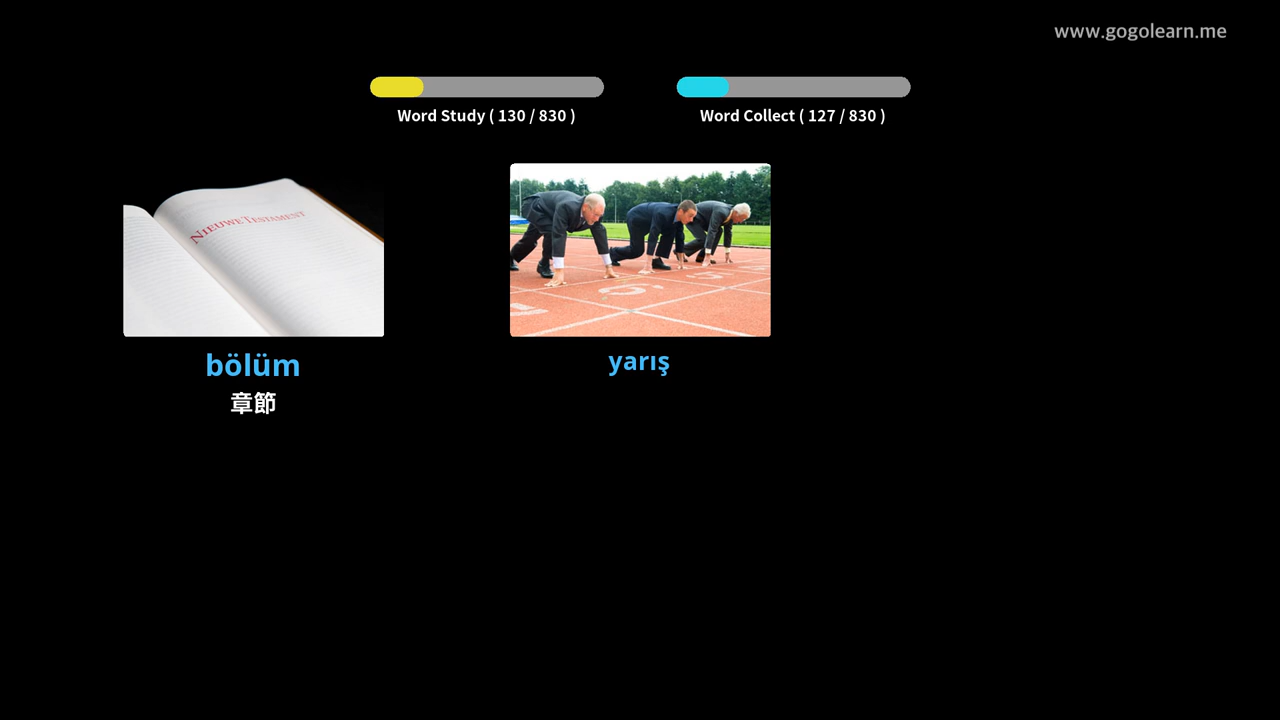 www.gogolearn.me
Word Study ( 130 / 830 )
Word Collect ( 127 / 830 )
NIEUWE TESTAMENT
bölüm
章節
yarış